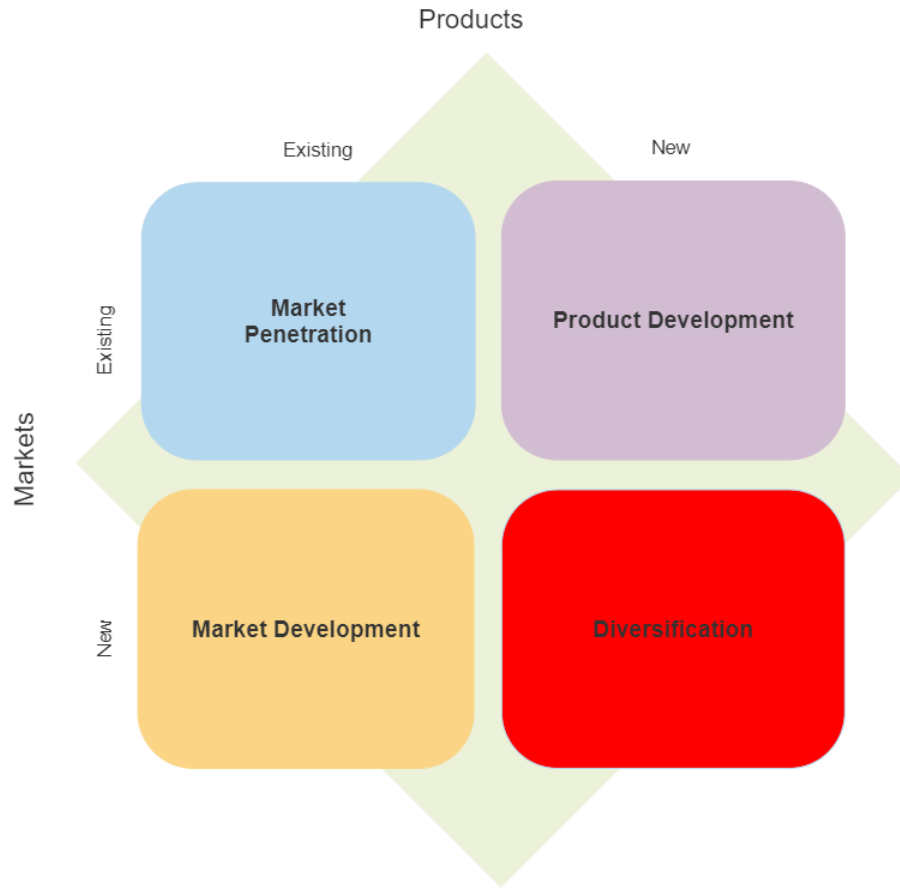 Products
Existing
New
Existing
Market
Penetration
Product Development
Markets
New
Market Development
Diversification